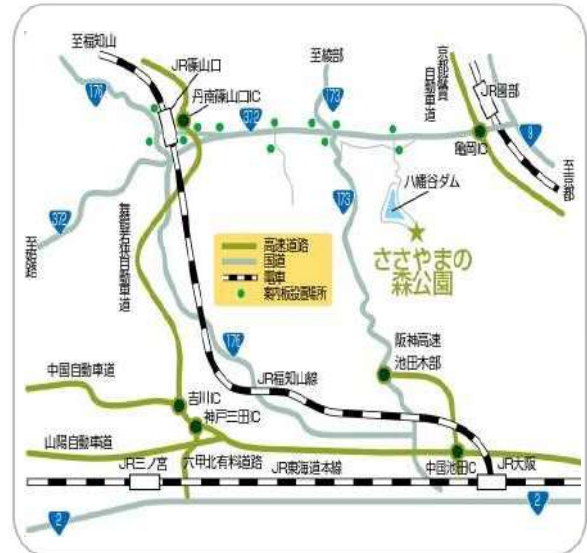 至福知山
JR篠山口
至綾部
京都縦貫
自動車道
JR園部
176
丹南篠山口IC
173
372
9
亀岡IC
至京都
八幡谷ダム
173
372
至姫路
舞鶴若狭自動車道
高速道路
国道
電車
案内板設置場所
ささやまの
森公園
176
阪神高速
池田木部
中国自動車道
JR福知山線
吉川IC
神戸三田IC
山陽自動車道
JR三ノ宮
六甲北有料道路
JR東海道本線
中国池田IC
JR大阪
2
2